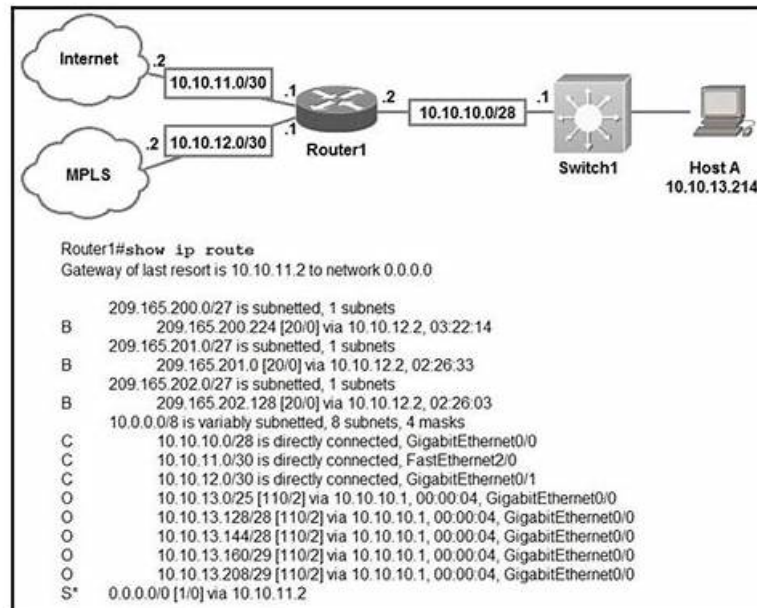 Internet
.2
10.10.11.0/30
.1
.2
10.10.10.0/28
.1
.2
10.10.12.0/30
.1
MPLS
Router1
Switch1
Host A
10.10.13.214
Router1#show ip route
Gateway of last resort is 10.10.11.2 to network 0.0.0.0
209.165.200.0/27 is subnetted, 1 subnets
B 209.165.200.224 [20/0] via 10.10.12.2, 03:22:14
209.165.201.0/27 is subnetted, 1 subnets
B 209.165.201.0 [20/0] via 10.10.12.2, 02:26:33
209.165.202.0/27 is subnetted, 1 subnets
B 209.165.202.128 [20/0] via 10.10.12.2, 02:26:03
10.0.0.0/8 is variably subnetted, 8 subnets, 4 masks
C 10.10.10.0/28 is directly connected, GigabitEthernet0/0
C 10.10.11.0/30 is directly connected, FastEthernet2/0
C 10.10.12.0/30 is directly connected, GigabitEthernet0/1
O 10.10.13.0/25 [110/2] via 10.10.10.1, 00:00:04, GigabitEthernet0/0
O 10.10.13.128/28 [110/2] via 10.10.10.1, 00:00:04, GigabitEthernet0/0
O 10.10.13.144/28 [110/2] via 10.10.10.1, 00:00:04, GigabitEthernet0/0
O 10.10.13.160/29 [110/2] via 10.10.10.1, 00:00:04, GigabitEthernet0/0
O 10.10.13.208/29 [110/2] via 10.10.10.1, 00:00:04, GigabitEthernet0/0
S* 0.0.0.0/0 [1/0] via 10.10.11.2